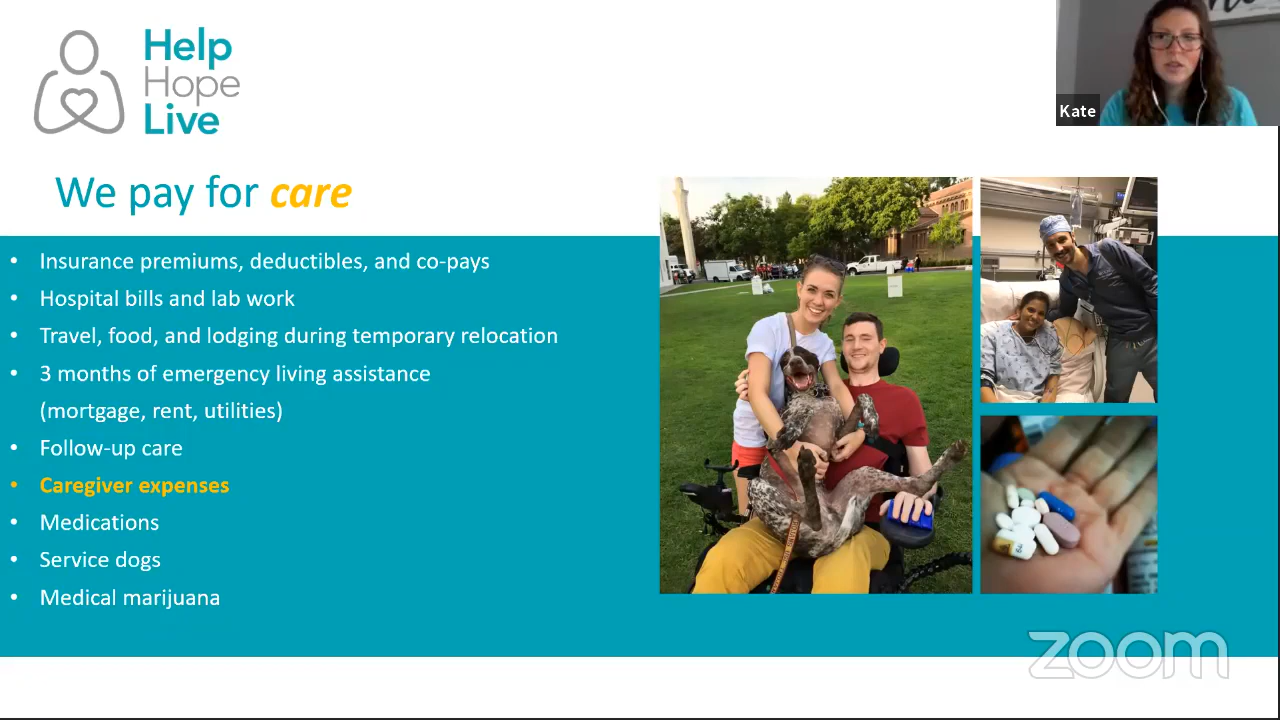 Help
Hope
Live
Kate
We pay for care
• Insurance premiums, deductibles, and co-pays
• Hospital bills and lab work
• Travel, food, and lodging during temporary relocation
• 3 months of emergency living assistance
(mortgage, rent, utilities)
• Follow-up care
• Caregiver expenses
• Medications
• Service dogs
• Medical marijuana
zoom